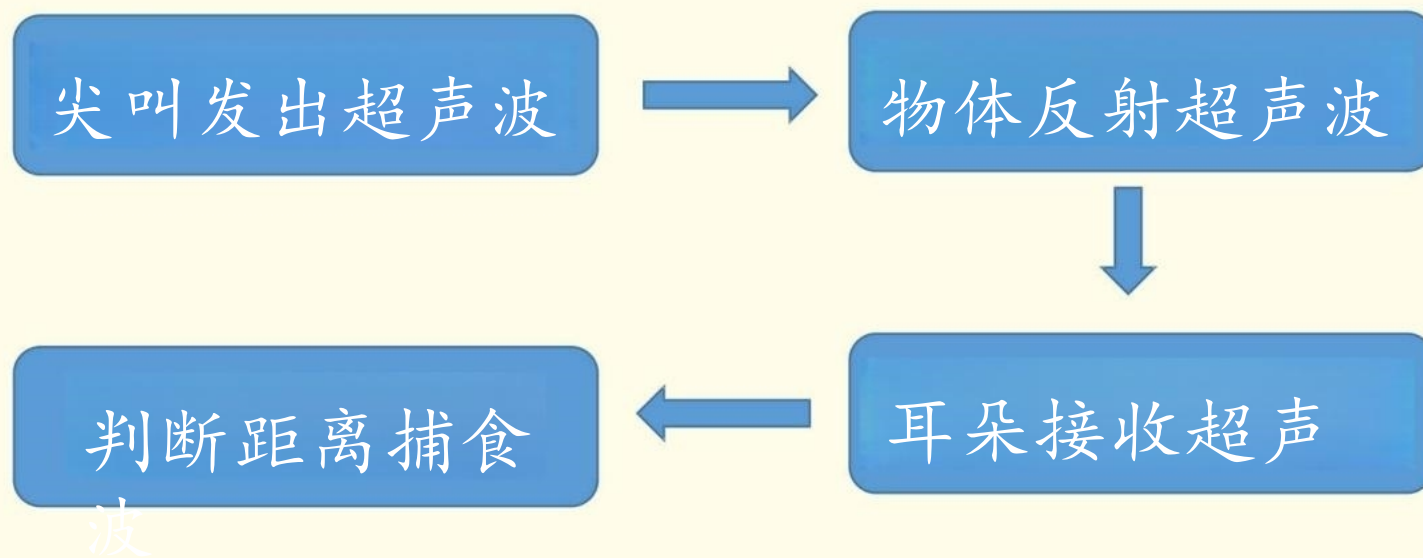 尖叫发出超声波
物体反射超声波
耳朵接收超声
判断距离捕食
波